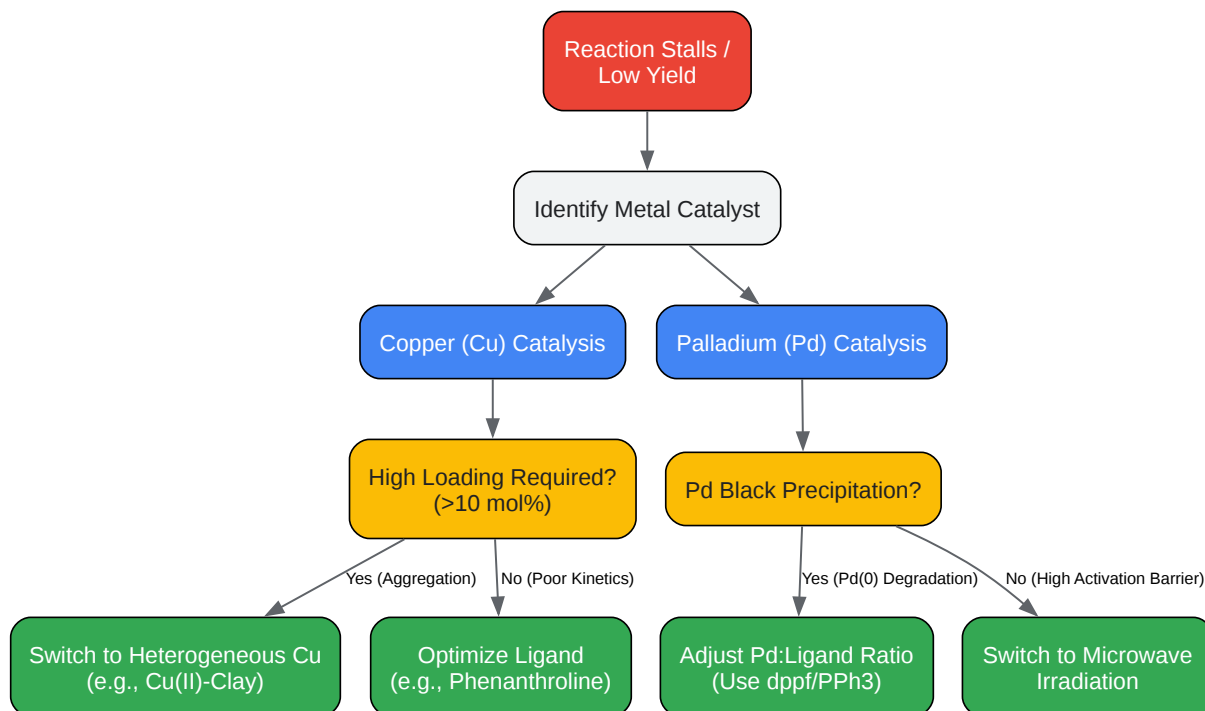 Reaction Stalls /
Low Yield
Identify Metal Catalyst
Copper (Cu) Catalysis
Palladium (Pd) Catalysis
High Loading Required?
(>10 mol%)
Pd Black Precipitation?
Yes (Aggregation)
No (Poor Kinetics)
Yes (Pd(0) Degradation)
No (High Activation Barrier)
Switch to Heterogeneous Cu
(e.g., Cu(II)-Clay)
Optimize Ligand
(e.g., Phenanthroline)
Adjust Pd:Ligand Ratio
(Use dppf/PPh3)
Switch to Microwave
Irradiation